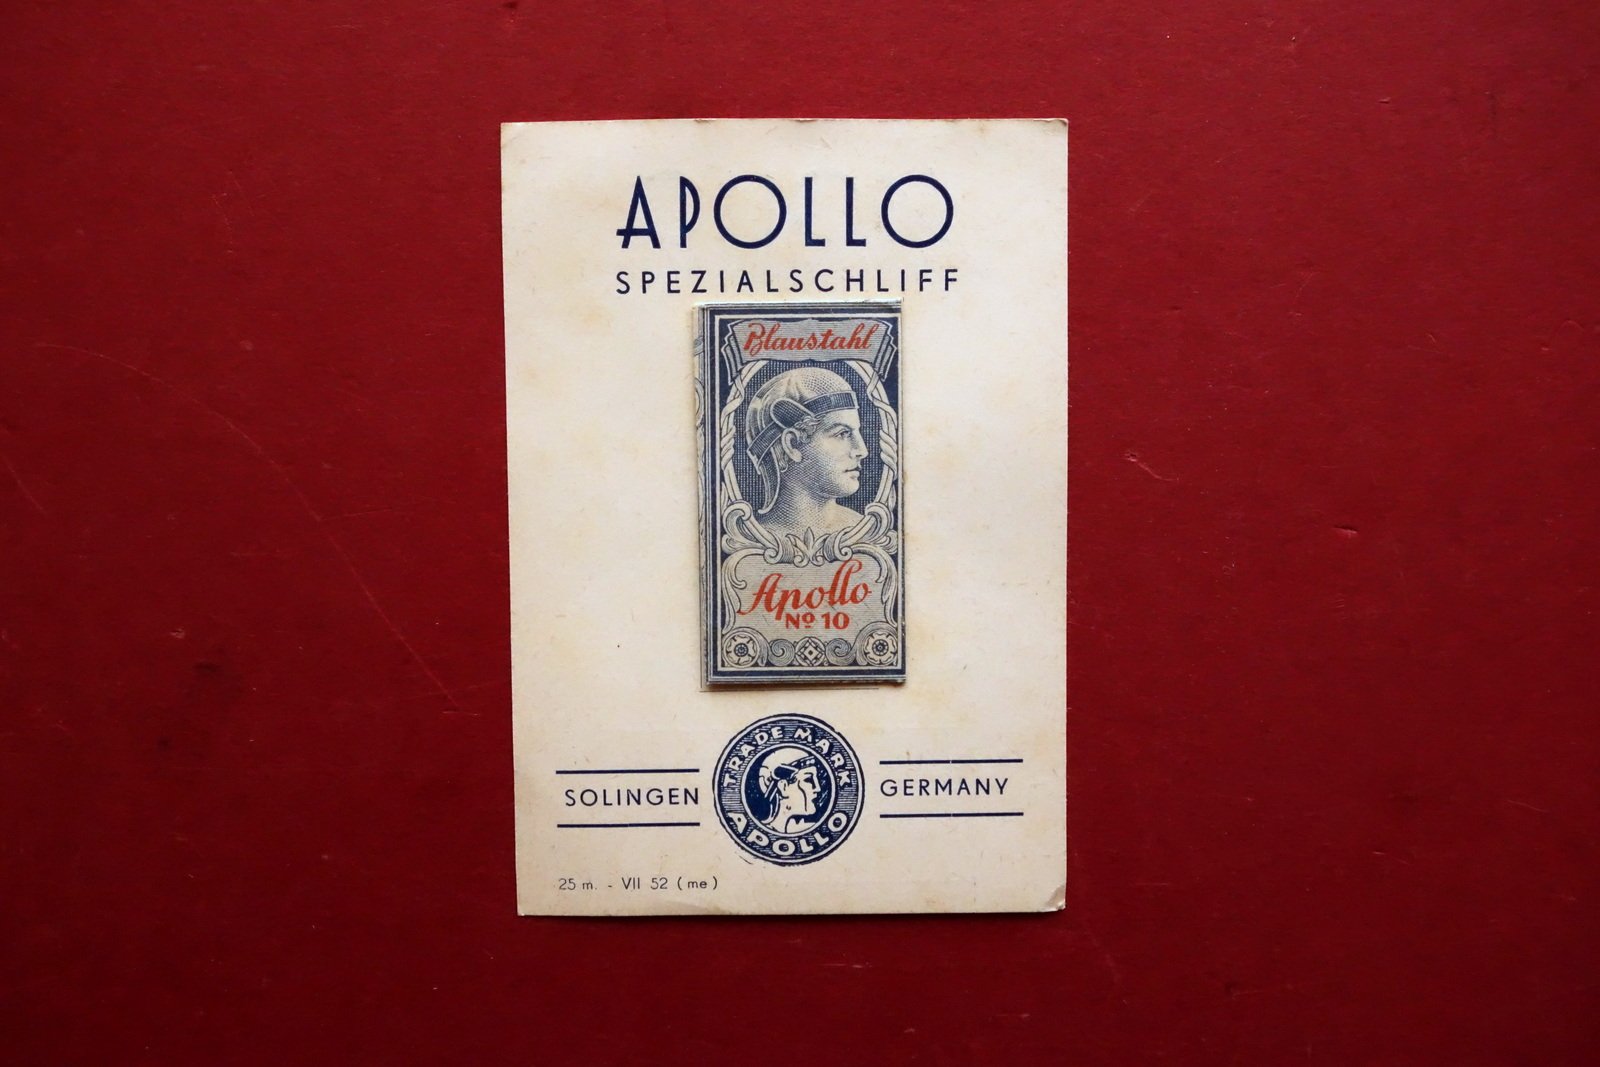 APOLLO
SPEZIALSCHLIFF
Blaustahl
Apollo
Nº 10
TRADE MARK
APOLLO
SOLINGEN
GERMANY
25 m. - VII 52 (me)